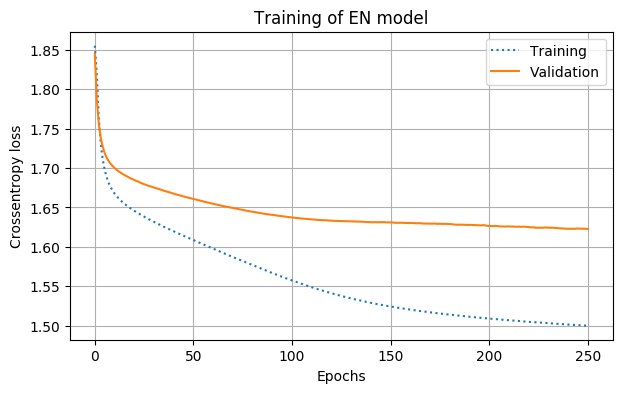 Training of EN model
Training
Validation
Crossentropy loss
1.85
1.80
1.75
1.70
1.65
1.60
1.55
1.50
0 50 100 150 200 250
Epochs